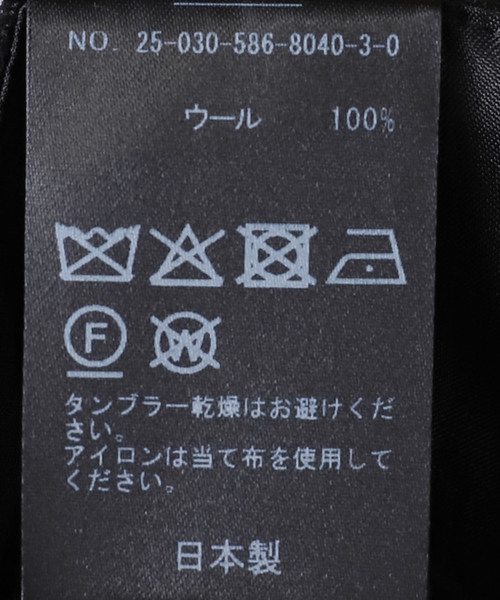 NO. 25-030-586-8040-3-0
ウール 100%
F W
タンブラー乾燥はお避けくだ
さい。
アイロンは当て布を使用して
ください。
日本製